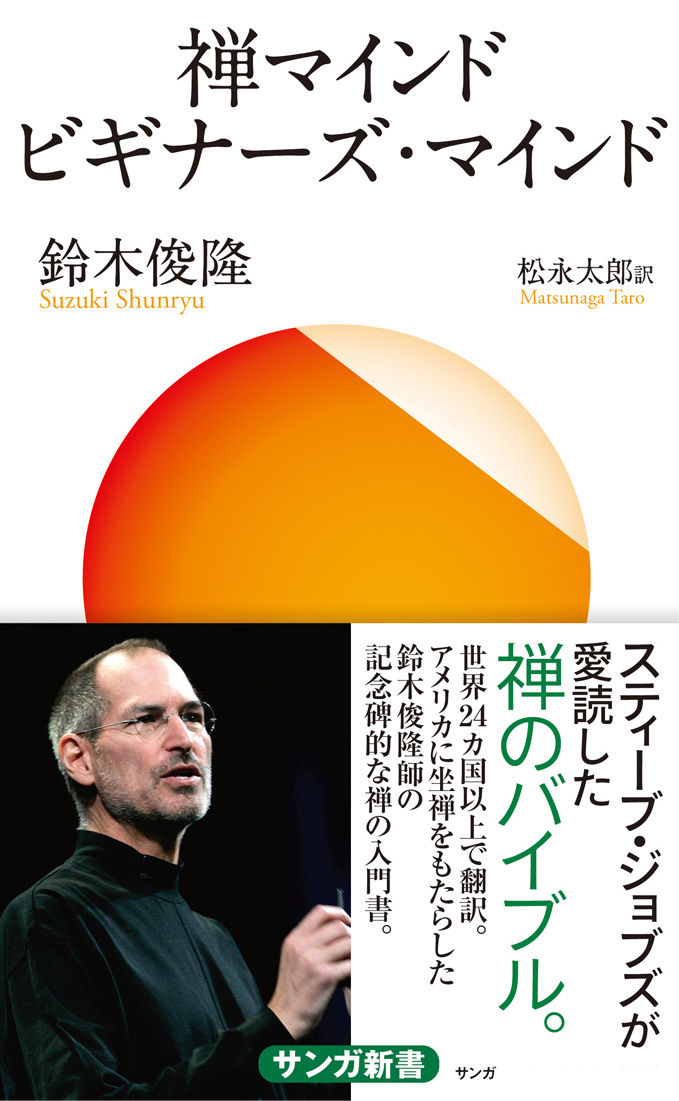 禅マインド
ビギナーズ・マインド
鈴木俊隆
Suzuki Shunryu
松永太郎訳
Matsunaga Taro
スティーブ・ジョブズが
愛読した
禅のバイブル。
世界24カ国以上で翻訳。
アメリカに坐禅をもたらした
鈴木俊隆師の
記念碑的な禅の入門書。
サンガ新書
サンガ